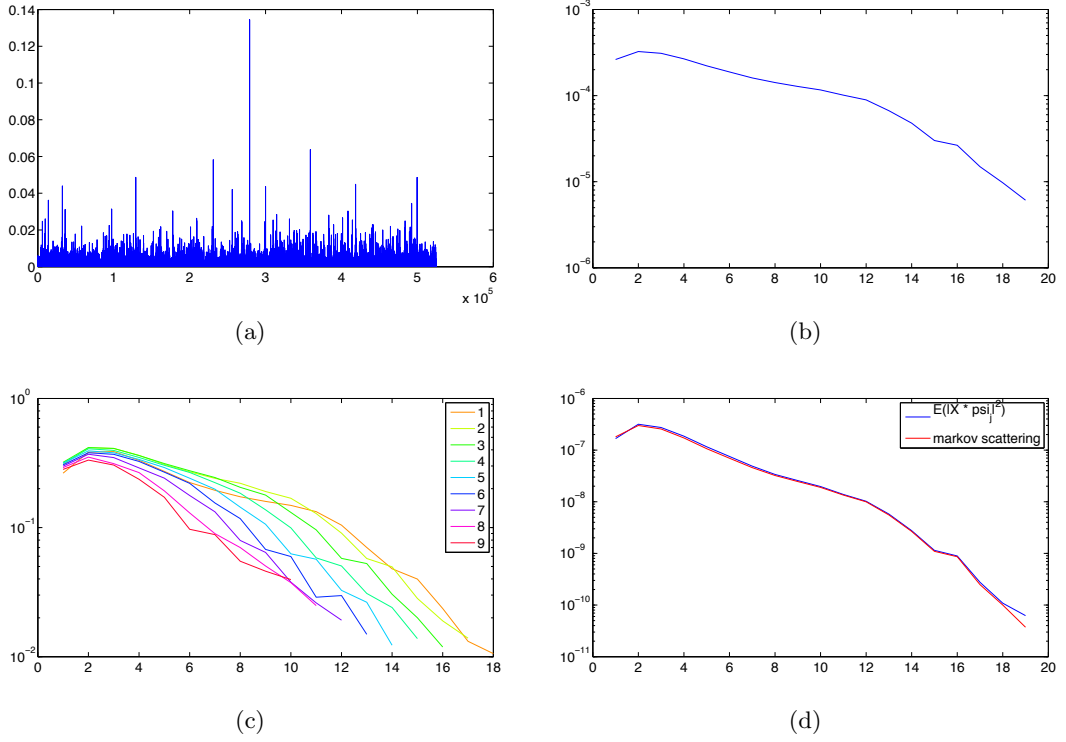 0.14
0.12
0.1
0.08
0.06
0.04
0.02
0
0 1 2 3 4 5 6
x 10^5
(a)
10^−3
10^−4
10^−5
10^−6
0 2 4 6 8 10 12 14 16 18 20
(b)
10^0
10^−1
10^−2
0 2 4 6 8 10 12 14 16 18
1
2
3
4
5
6
7
8
9
(c)
10^−6
10^−7
10^−8
10^−9
10^−10
10^−11
0 2 4 6 8 10 12 14 16 18 20
E(|X * psi_j|^2)
markov scattering
(d)